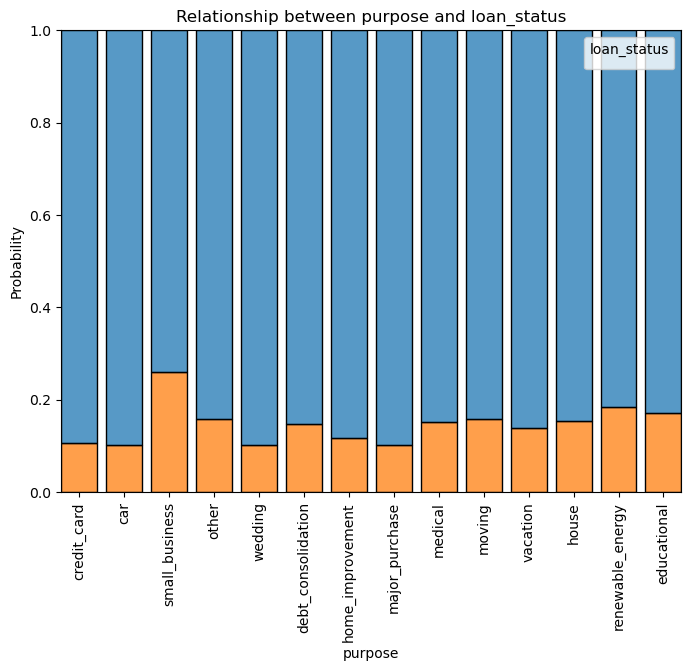 Relationship between purpose and loan_status
loan_status
1.0
0.8
0.6
0.4
0.2
0.0
Probability
credit_card
car
small_business
other
wedding
debt_consolidation
home_improvement
major_purchase
medical
moving
vacation
house
renewable_energy
educational
purpose